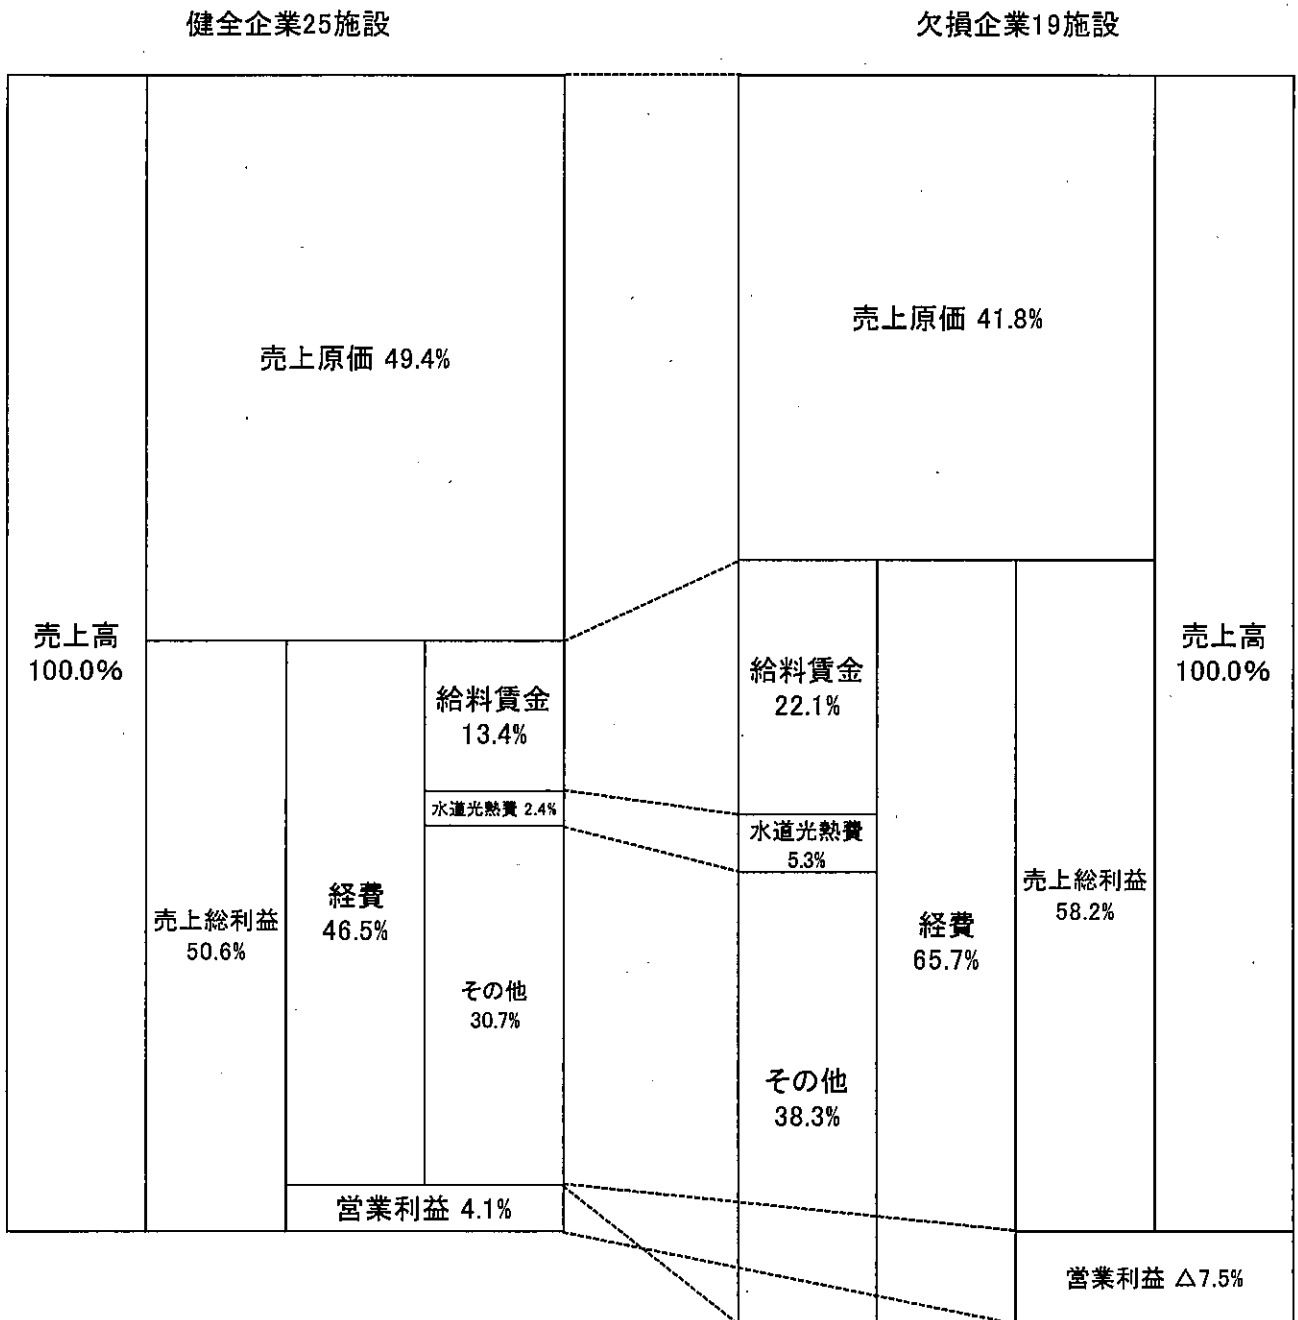 健全企業25施設
欠損企業19施設
売上原価 49.4%
売上高
100.0%
給料賃金
13.4%
水道光熱費 2.4%
経費
46.5%
売上総利益
50.6%
その他
30.7%
営業利益 4.1%
売上原価 41.8%
給料賃金
22.1%
売上高
100.0%
水道光熱費
5.3%
売上総利益
58.2%
経費
65.7%
その他
38.3%
営業利益 △7.5%